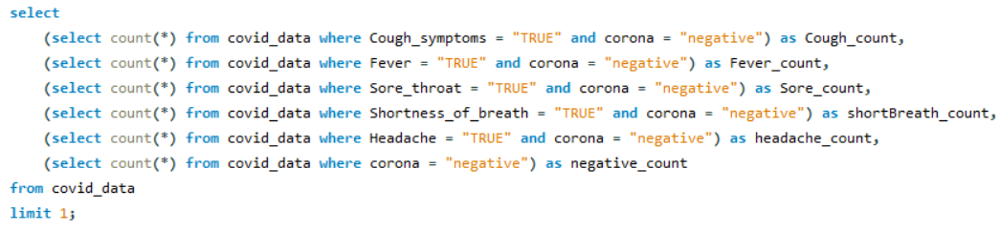 select
(select count(*) from covid_data where Cough_symptoms = "TRUE" and corona = "negative") as Cough_count,
(select count(*) from covid_data where Fever = "TRUE" and corona = "negative") as Fever_count,
(select count(*) from covid_data where Sore_throat = "TRUE" and corona = "negative") as Sore_count,
(select count(*) from covid_data where Shortness_of_breath = "TRUE" and corona = "negative") as shortBreath_count,
(select count(*) from covid_data where Headache = "TRUE" and corona = "negative") as headache_count,
(select count(*) from covid_data where corona = "negative") as negative_count
from covid_data
limit 1;